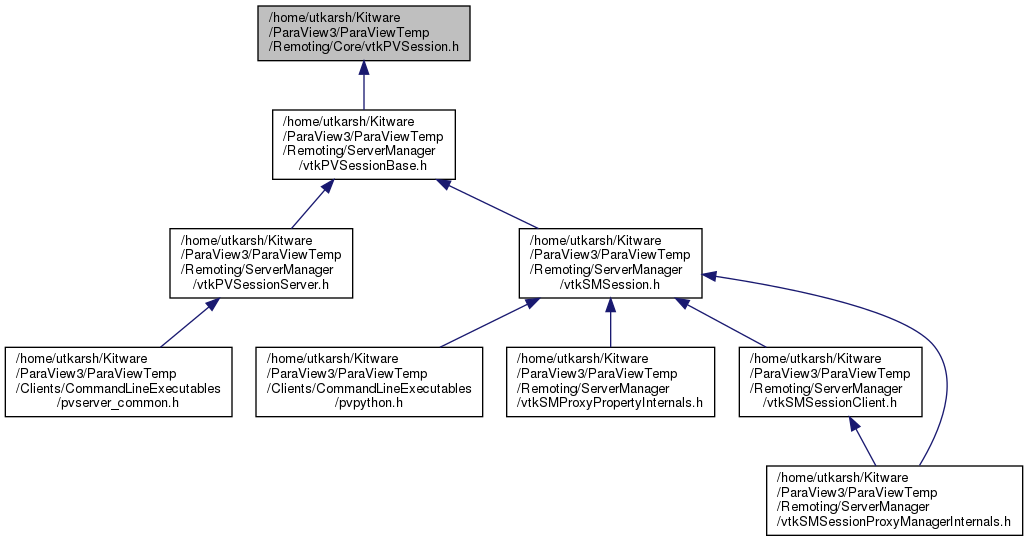 /home/utkarsh/Kitware
/ParaView3/ParaViewTemp
/Remoting/Core/vtkPVSession.h
/home/utkarsh/Kitware
/ParaView3/ParaViewTemp
/Remoting/ServerManager
/vtkPVSessionBase.h
/home/utkarsh/Kitware
/ParaView3/ParaViewTemp
/Remoting/ServerManager
/vtkPVSessionServer.h
/home/utkarsh/Kitware
/ParaView3/ParaViewTemp
/Remoting/ServerManager
/vtkSMSession.h
/home/utkarsh/Kitware
/ParaView3/ParaViewTemp
/Clients/CommandLineExecutables
/pvserver_common.h
/home/utkarsh/Kitware
/ParaView3/ParaViewTemp
/Clients/CommandLineExecutables
/pvpython.h
/home/utkarsh/Kitware
/ParaView3/ParaViewTemp
/Remoting/ServerManager
/vtkSMProxyPropertyInternals.h
/home/utkarsh/Kitware
/ParaView3/ParaViewTemp
/Remoting/ServerManager
/vtkSMSessionClient.h
/home/utkarsh/Kitware
/ParaView3/ParaViewTemp
/Remoting/ServerManager
/vtkSMSessionProxyManagerInternals.h